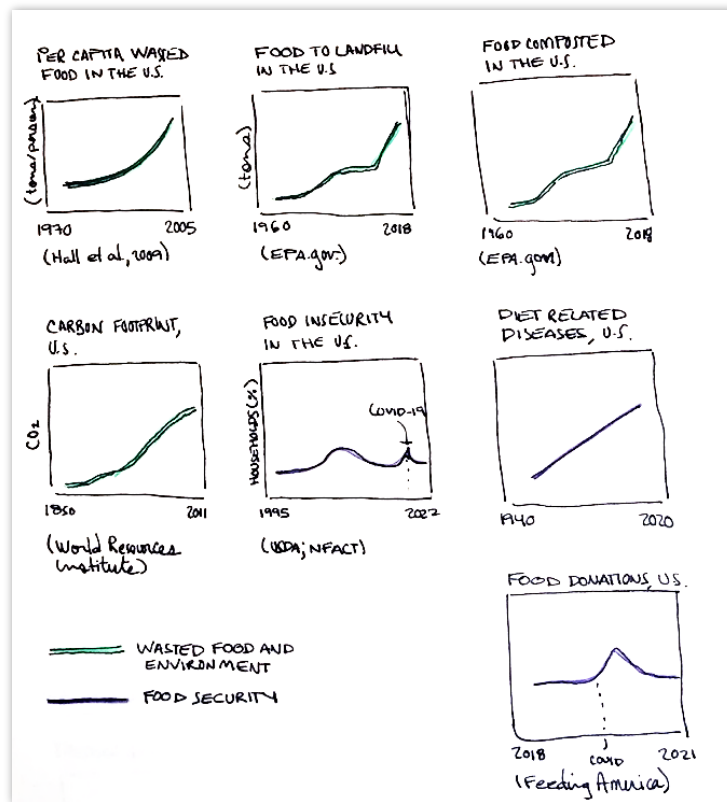 PER CAPITA WASTED
FOOD IN THE U.S.
(tons/person)
1970
2005
(Hall et al, 2009)
FOOD TO LANDFILL
IN THE U.S
(tons)
1960
2018
(EPA.gov.)
FOOD COMPOSTED
IN THE U.S.
1960
2018
(EPA.gov)
CARBON FOOTPRINT,
U.S.
CO2
1850
2011
(World Resources
Institute)
FOOD INSECURITY
IN THE U.S.
HOUSEHOLDS (%)
COVID-19
1995
2022
(USDA; NFACT)
DIET RELATED
DISEASES, U.S.
1940
2020
FOOD DONATIONS, U.S.
2018
COVID
2021
(Feeding America)
WASTED FOOD AND
ENVIRONMENT
FOOD SECURITY